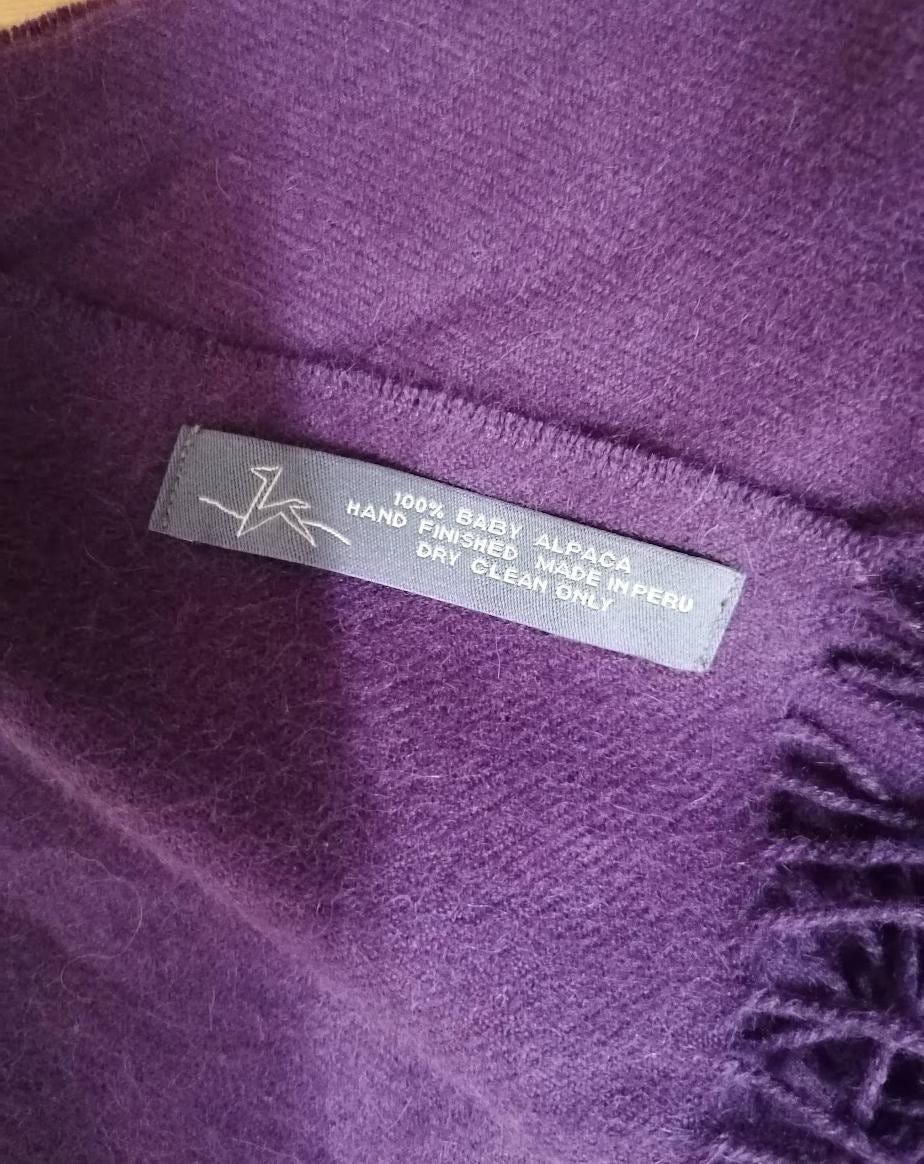 100% BABY ALPACA
HAND FINISHED MADE IN PERU
DRY CLEAN ONLY